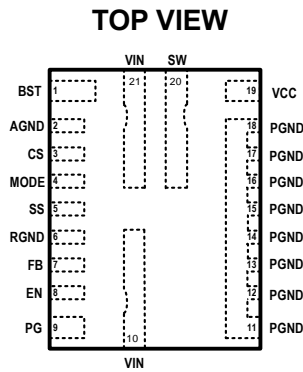 TOP VIEW
VIN SW
BST 1 21 20 19 VCC
AGND 2 18 PGND
CS 3 17 PGND
MODE 4 16 PGND
SS 5 15 PGND
RGND 6 14 PGND
FB 7 13 PGND
EN 8 12 PGND
PG 9 10 11 PGND
VIN